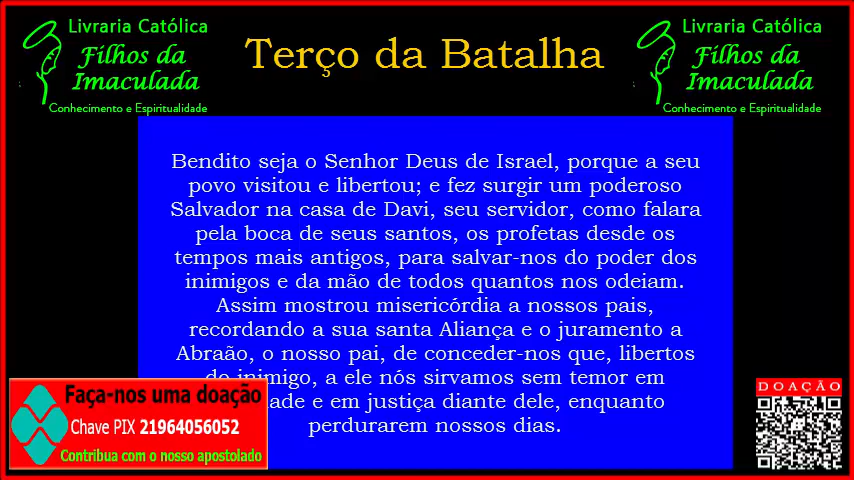 Livraria Católica
Filhos da
Imaculada
Conhecimento e Espiritualidade
Terço da Batalha
Livraria Católica
Filhos da
Imaculada
Conhecimento e Espiritualidade
Bendito seja o Senhor Deus de Israel, porque a seu
povo visitou e libertou; e fez surgir um poderoso
Salvador na casa de Davi, seu servidor, como falara
pela boca de seus santos, os profetas desde os
tempos mais antigos, para salvar-nos do poder dos
inimigos e da mão de todos quantos nos odeiam.
Assim mostrou misericórdia a nossos pais,
recordando a sua santa Aliança e o juramento a
Abraão, o nosso pai, de conceder-nos que, libertos
do inimigo, a ele nós sirvamos sem temor em
ade e em justiça diante dele, enquanto
perdurarem nossos dias.
Faça-nos uma doação
Chave PIX 21964056052
Contribua com o nosso apostolado
DOAÇÃO